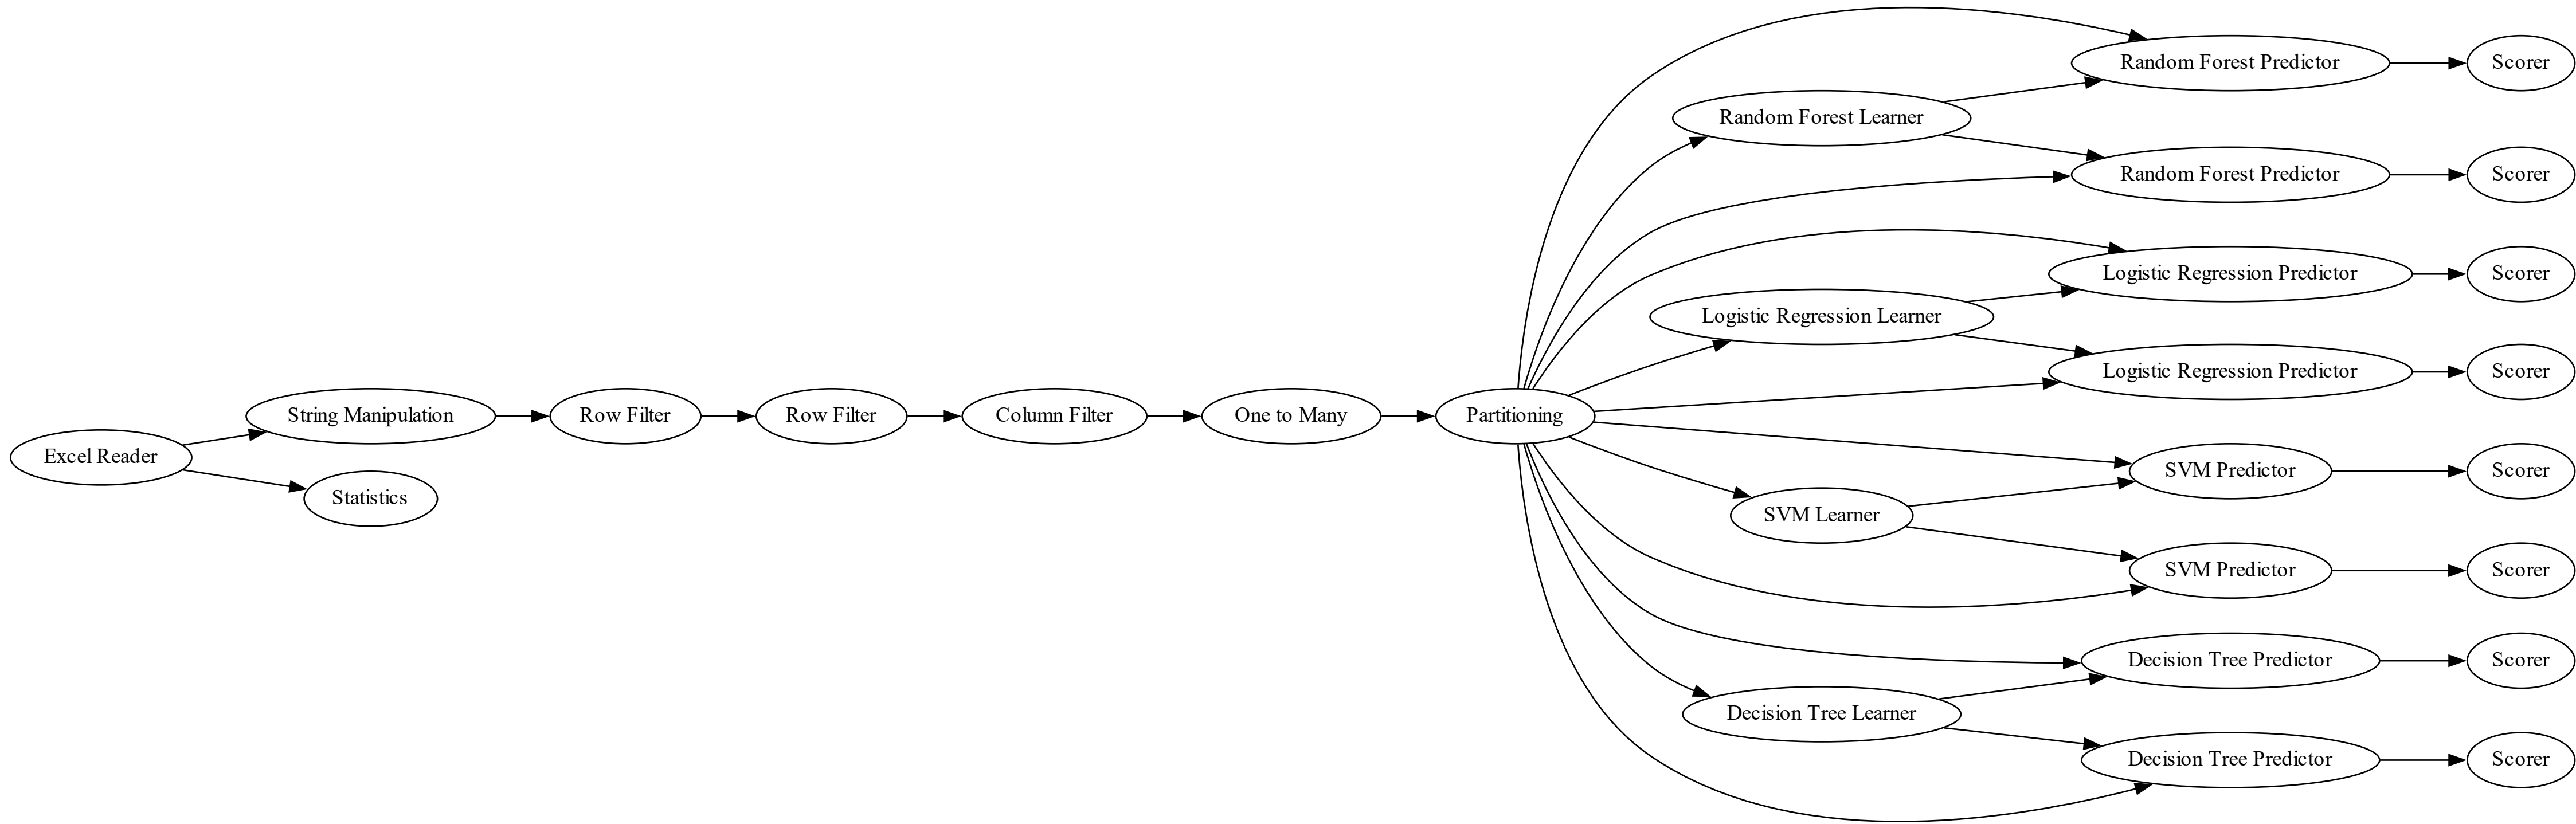 Excel Reader
String Manipulation
Statistics
Row Filter
Row Filter
Column Filter
One to Many
Partitioning
Random Forest Learner
Logistic Regression Learner
SVM Learner
Decision Tree Learner
Random Forest Predictor
Random Forest Predictor
Logistic Regression Predictor
Logistic Regression Predictor
SVM Predictor
SVM Predictor
Decision Tree Predictor
Decision Tree Predictor
Scorer
Scorer
Scorer
Scorer
Scorer
Scorer
Scorer
Scorer